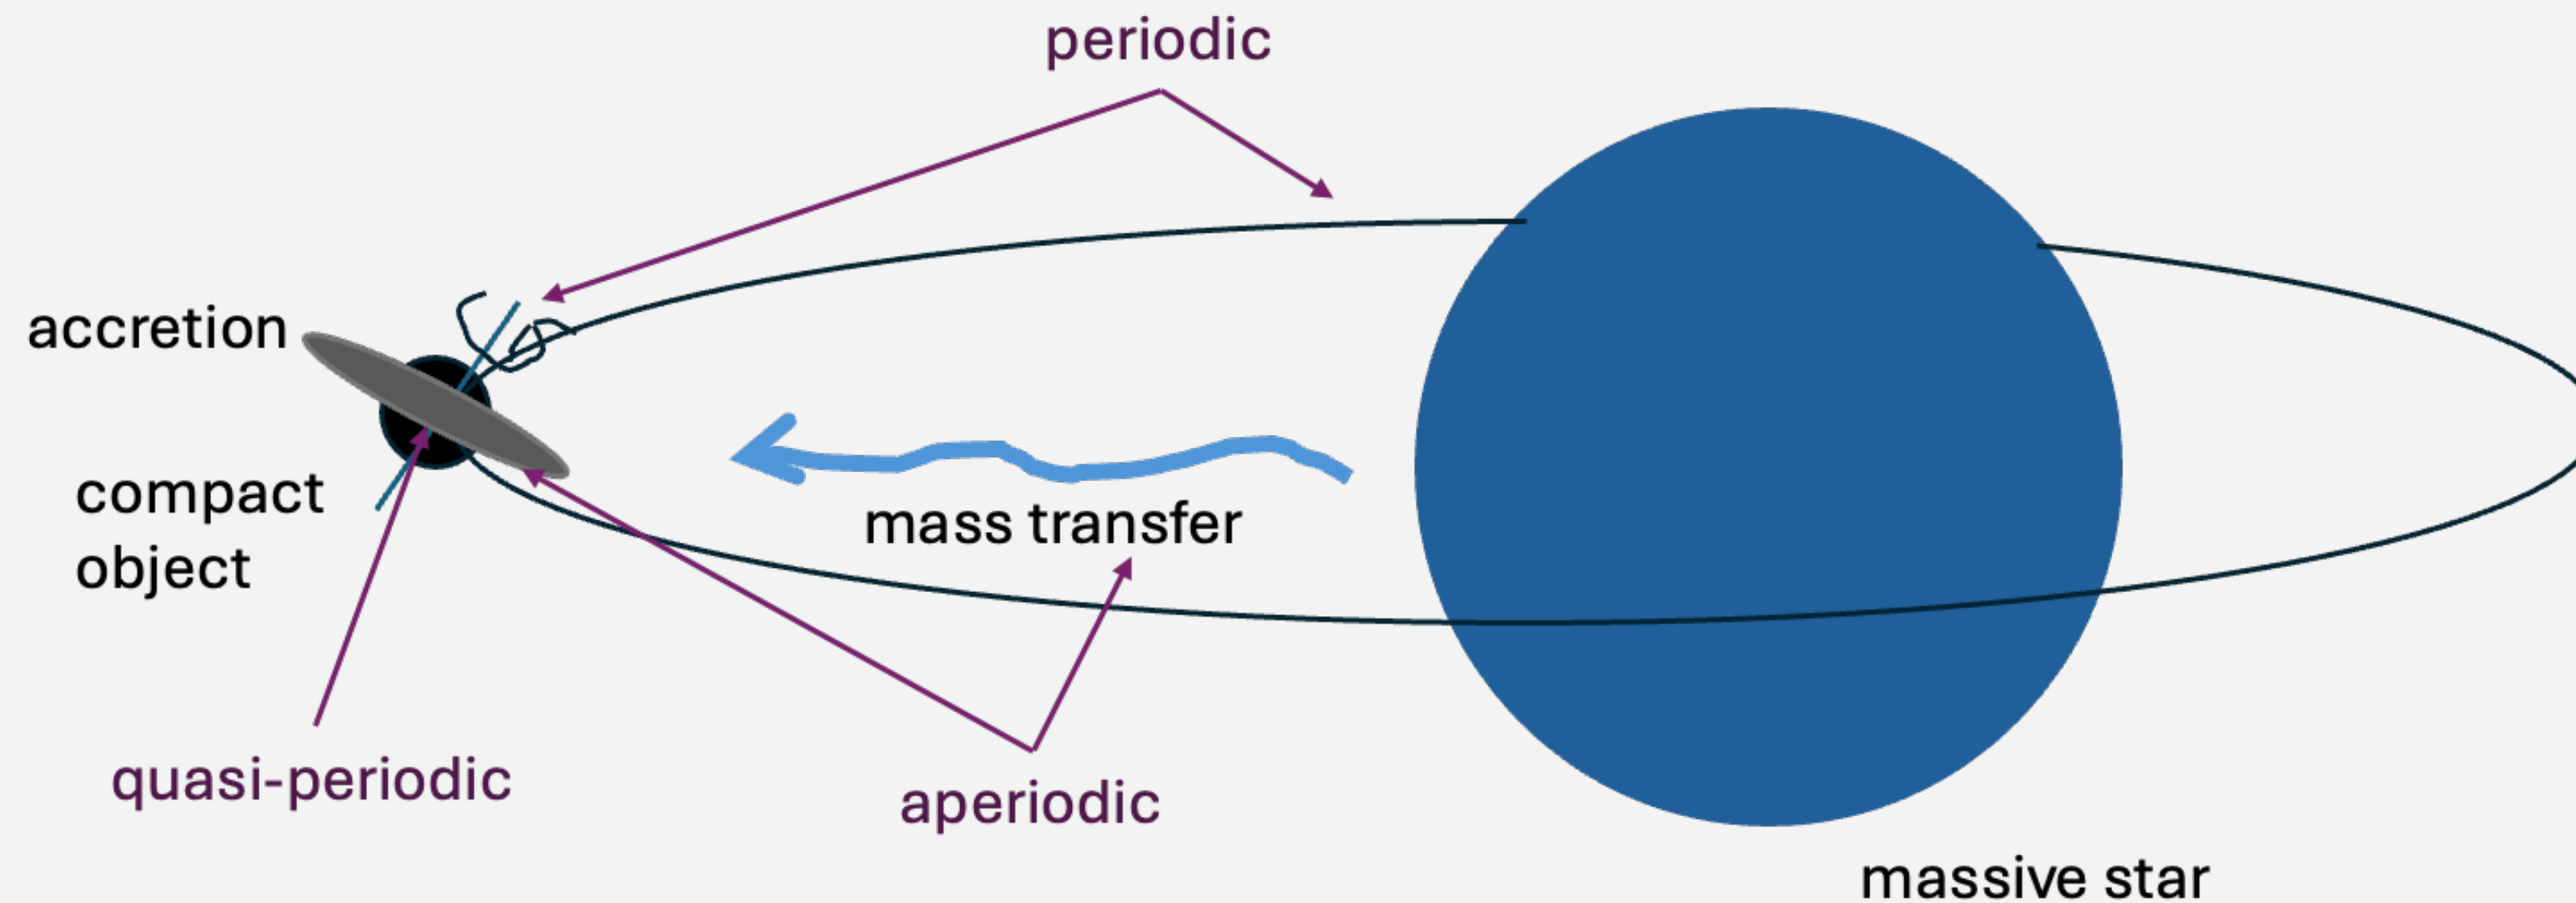 periodic
accretion
compact
object
mass transfer
quasi-periodic
aperiodic
massive star